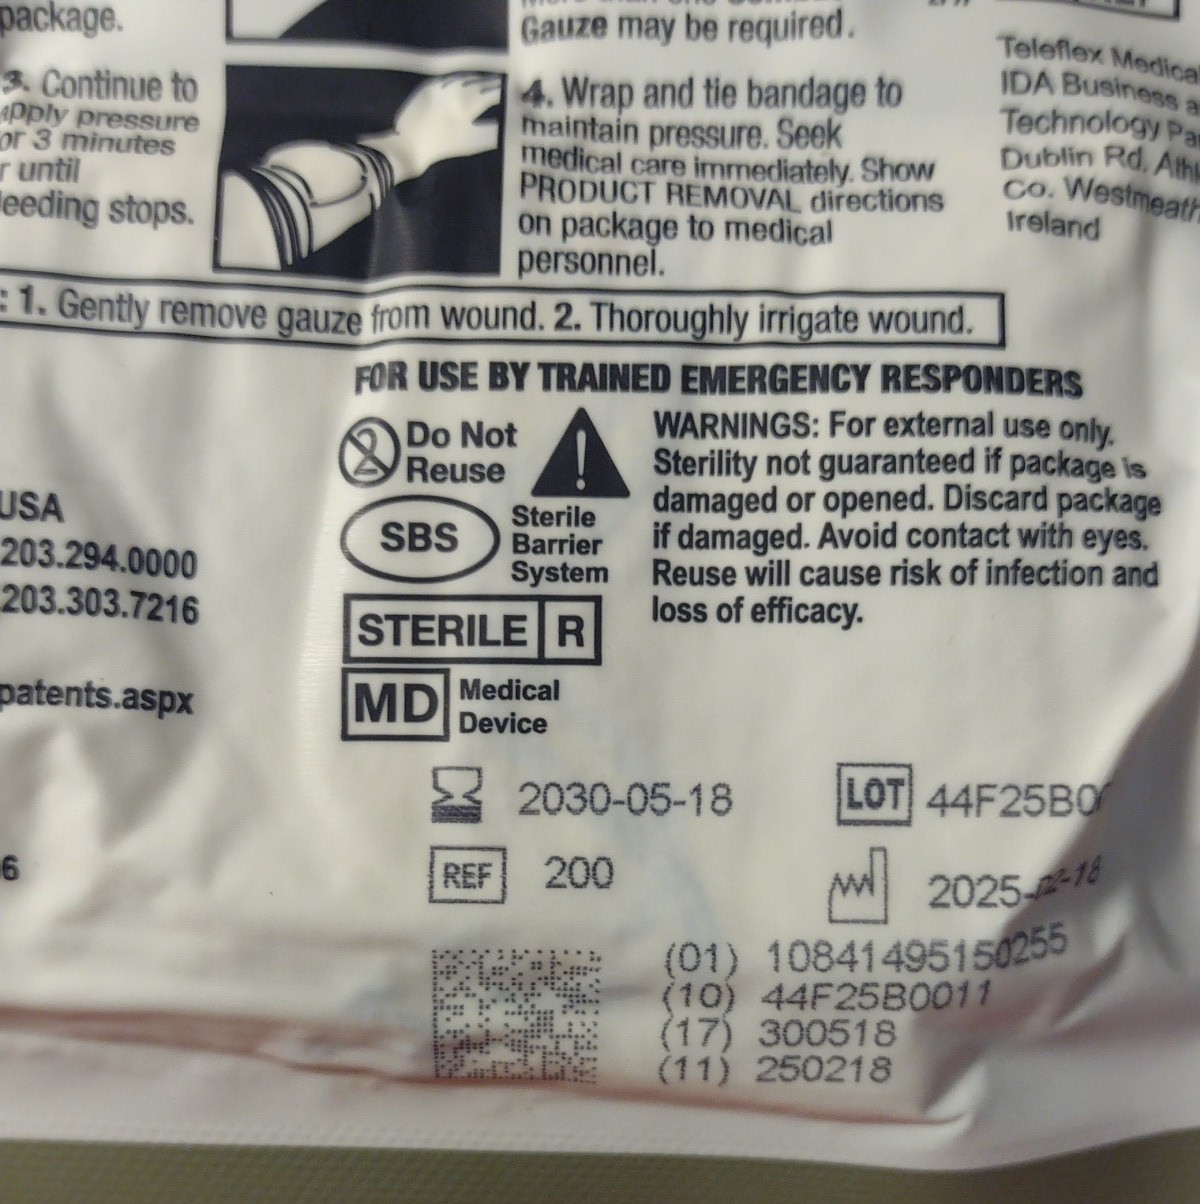 package.
Gauze may be required.
3. Continue to
apply pressure
or 3 minutes
r until
leeding stops.
4. Wrap and tie bandage to
maintain pressure. Seek
medical care immediately. Show
PRODUCT REMOVAL directions
on package to medical
personnel.
Teleflex Medical
IDA Business a
Technology Pa
Dublin Rd, Athl
Co. Westmeath
Ireland
: 1. Gently remove gauze from wound. 2. Thoroughly irrigate wound.
FOR USE BY TRAINED EMERGENCY RESPONDERS
Do Not
Reuse
SBS
Sterile
Barrier
System
STERILE R
MD
Medical
Device
WARNINGS: For external use only.
Sterility not guaranteed if package is
damaged or opened. Discard package
if damaged. Avoid contact with eyes.
Reuse will cause risk of infection and
loss of efficacy.
USA
203.294.0000
203.303.7216
patents.aspx
6
2030-05-18
LOT 44F25B0
REF 200
2025-02-18
(01) 10841495150255
(10) 44F25B0011
(17) 300518
(11) 250218